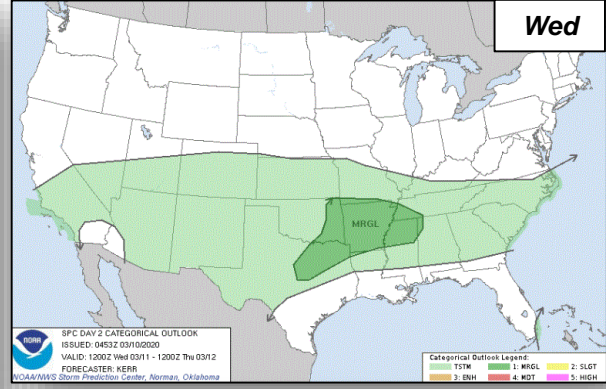 Wed
MRGL
SPC DAY 2 CATEGORICAL OUTLOOK
ISSUED: 0453Z 03/10/2020
VALID: 1200Z Wed 03/11 - 1200Z Thu 03/12
FORECASTER: KERR
NOAA/NWS Storm Prediction Center, Norman, Oklahoma
NOAA
Categorical Outlook Legend:
TSTM 1: MRGL 2: SLGT
3: ENH 4: MDT 5: HIGH